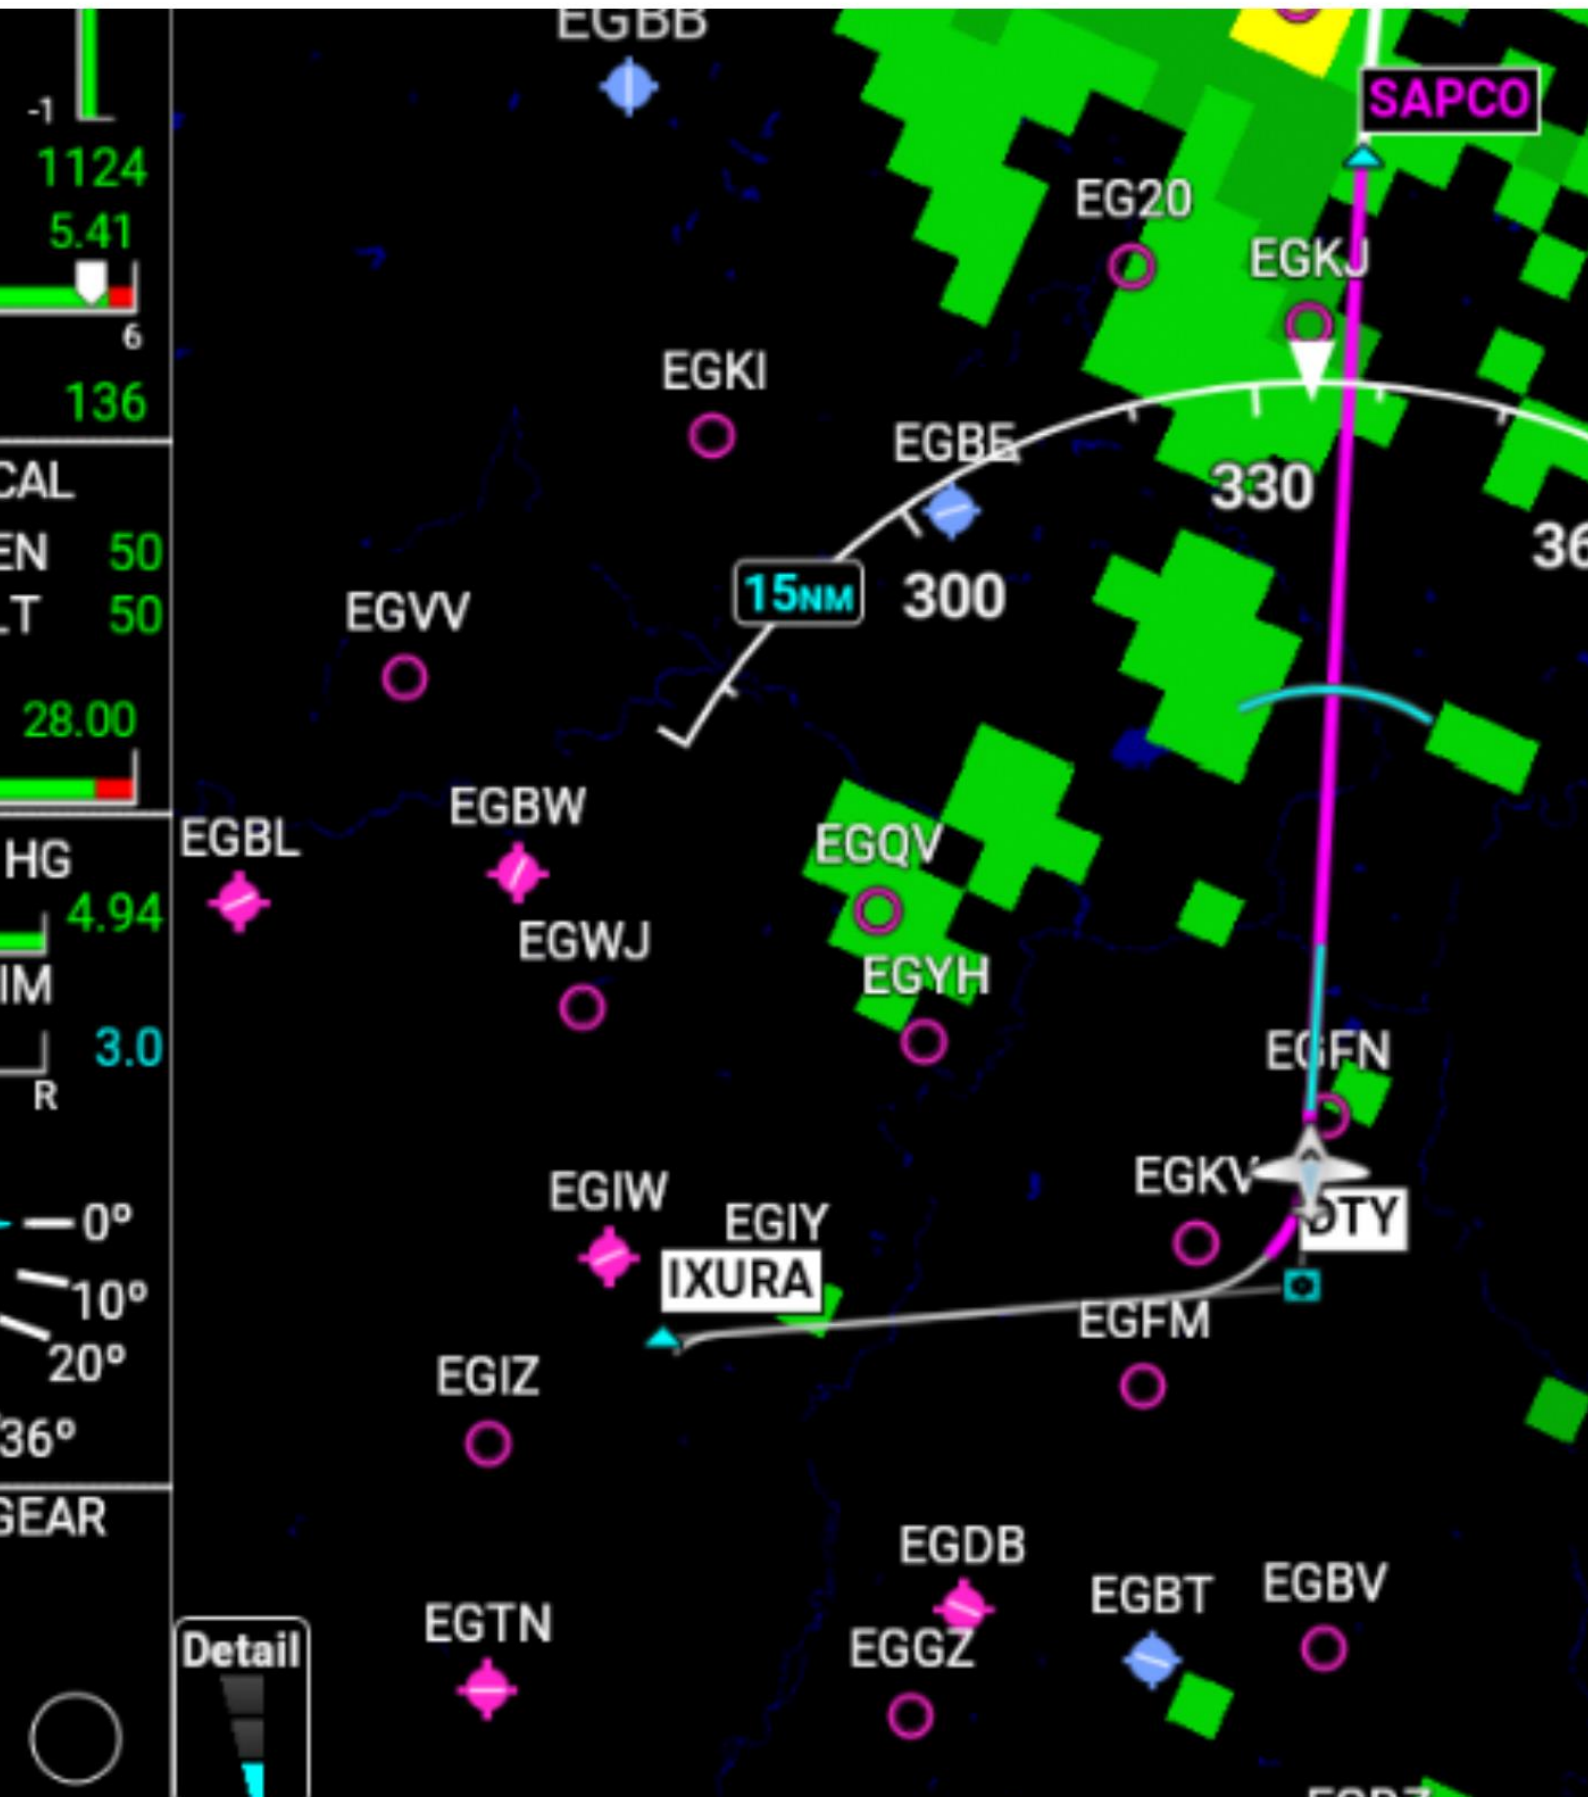 EGBB
-1
SAPCO
1124
EG20
5.41
EGKJ
6
EGKI
136
EGBE
CAL
330
EN 50
36
15NM
300
LT 50
EGVV
28.00
EGBW
EGBL
EGQV
HG
4.94
EGWJ
EGYH
IM
3.0
EGFN
R
EGKV
EGIW
EGIY
DTY
0°
IXURA
10°
EGFM
20°
EGIZ
36°
GEAR
EGDB
EGBT
EGBV
EGTN
Detail
EGGZ